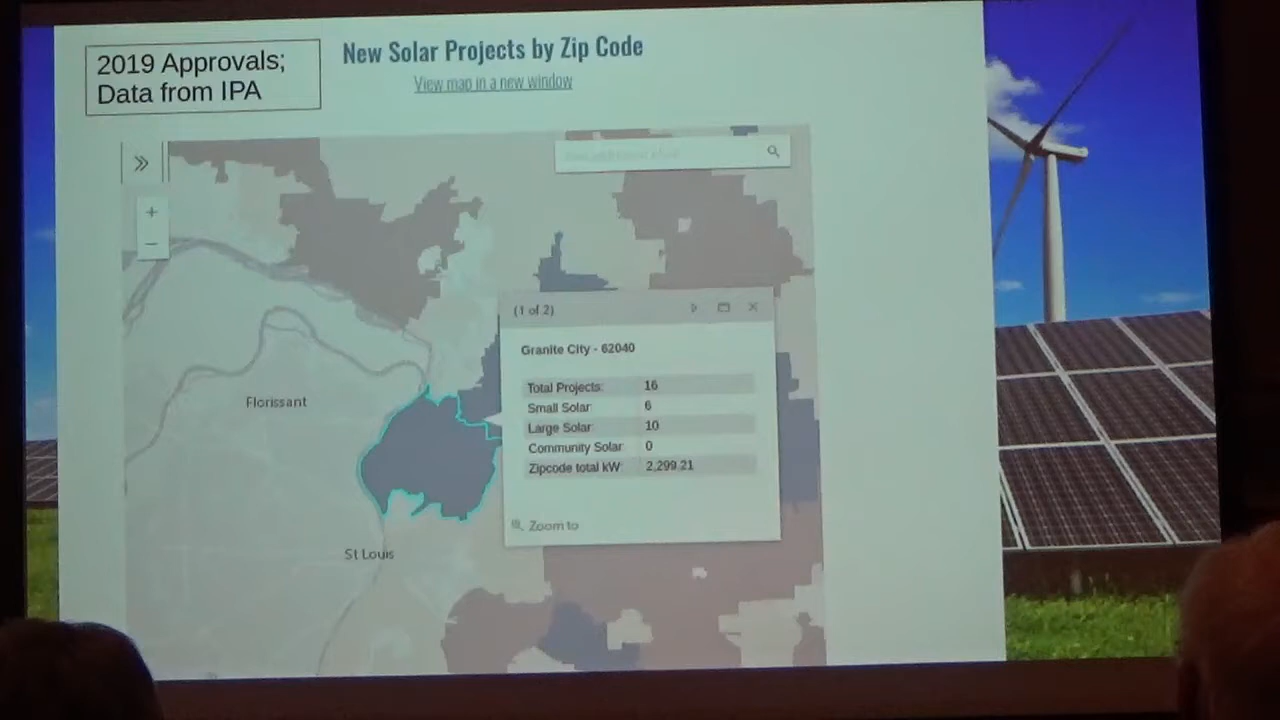 2019 Approvals;
Data from IPA
New Solar Projects by Zip Code
View map in a new window
(1 of 2)
Granite City - 62040
Total Projects: 16
Small Solar: 6
Large Solar: 10
Community Solar: 0
Zipcode total kW: 2,299.21
Zoom to
Florissant
St Louis